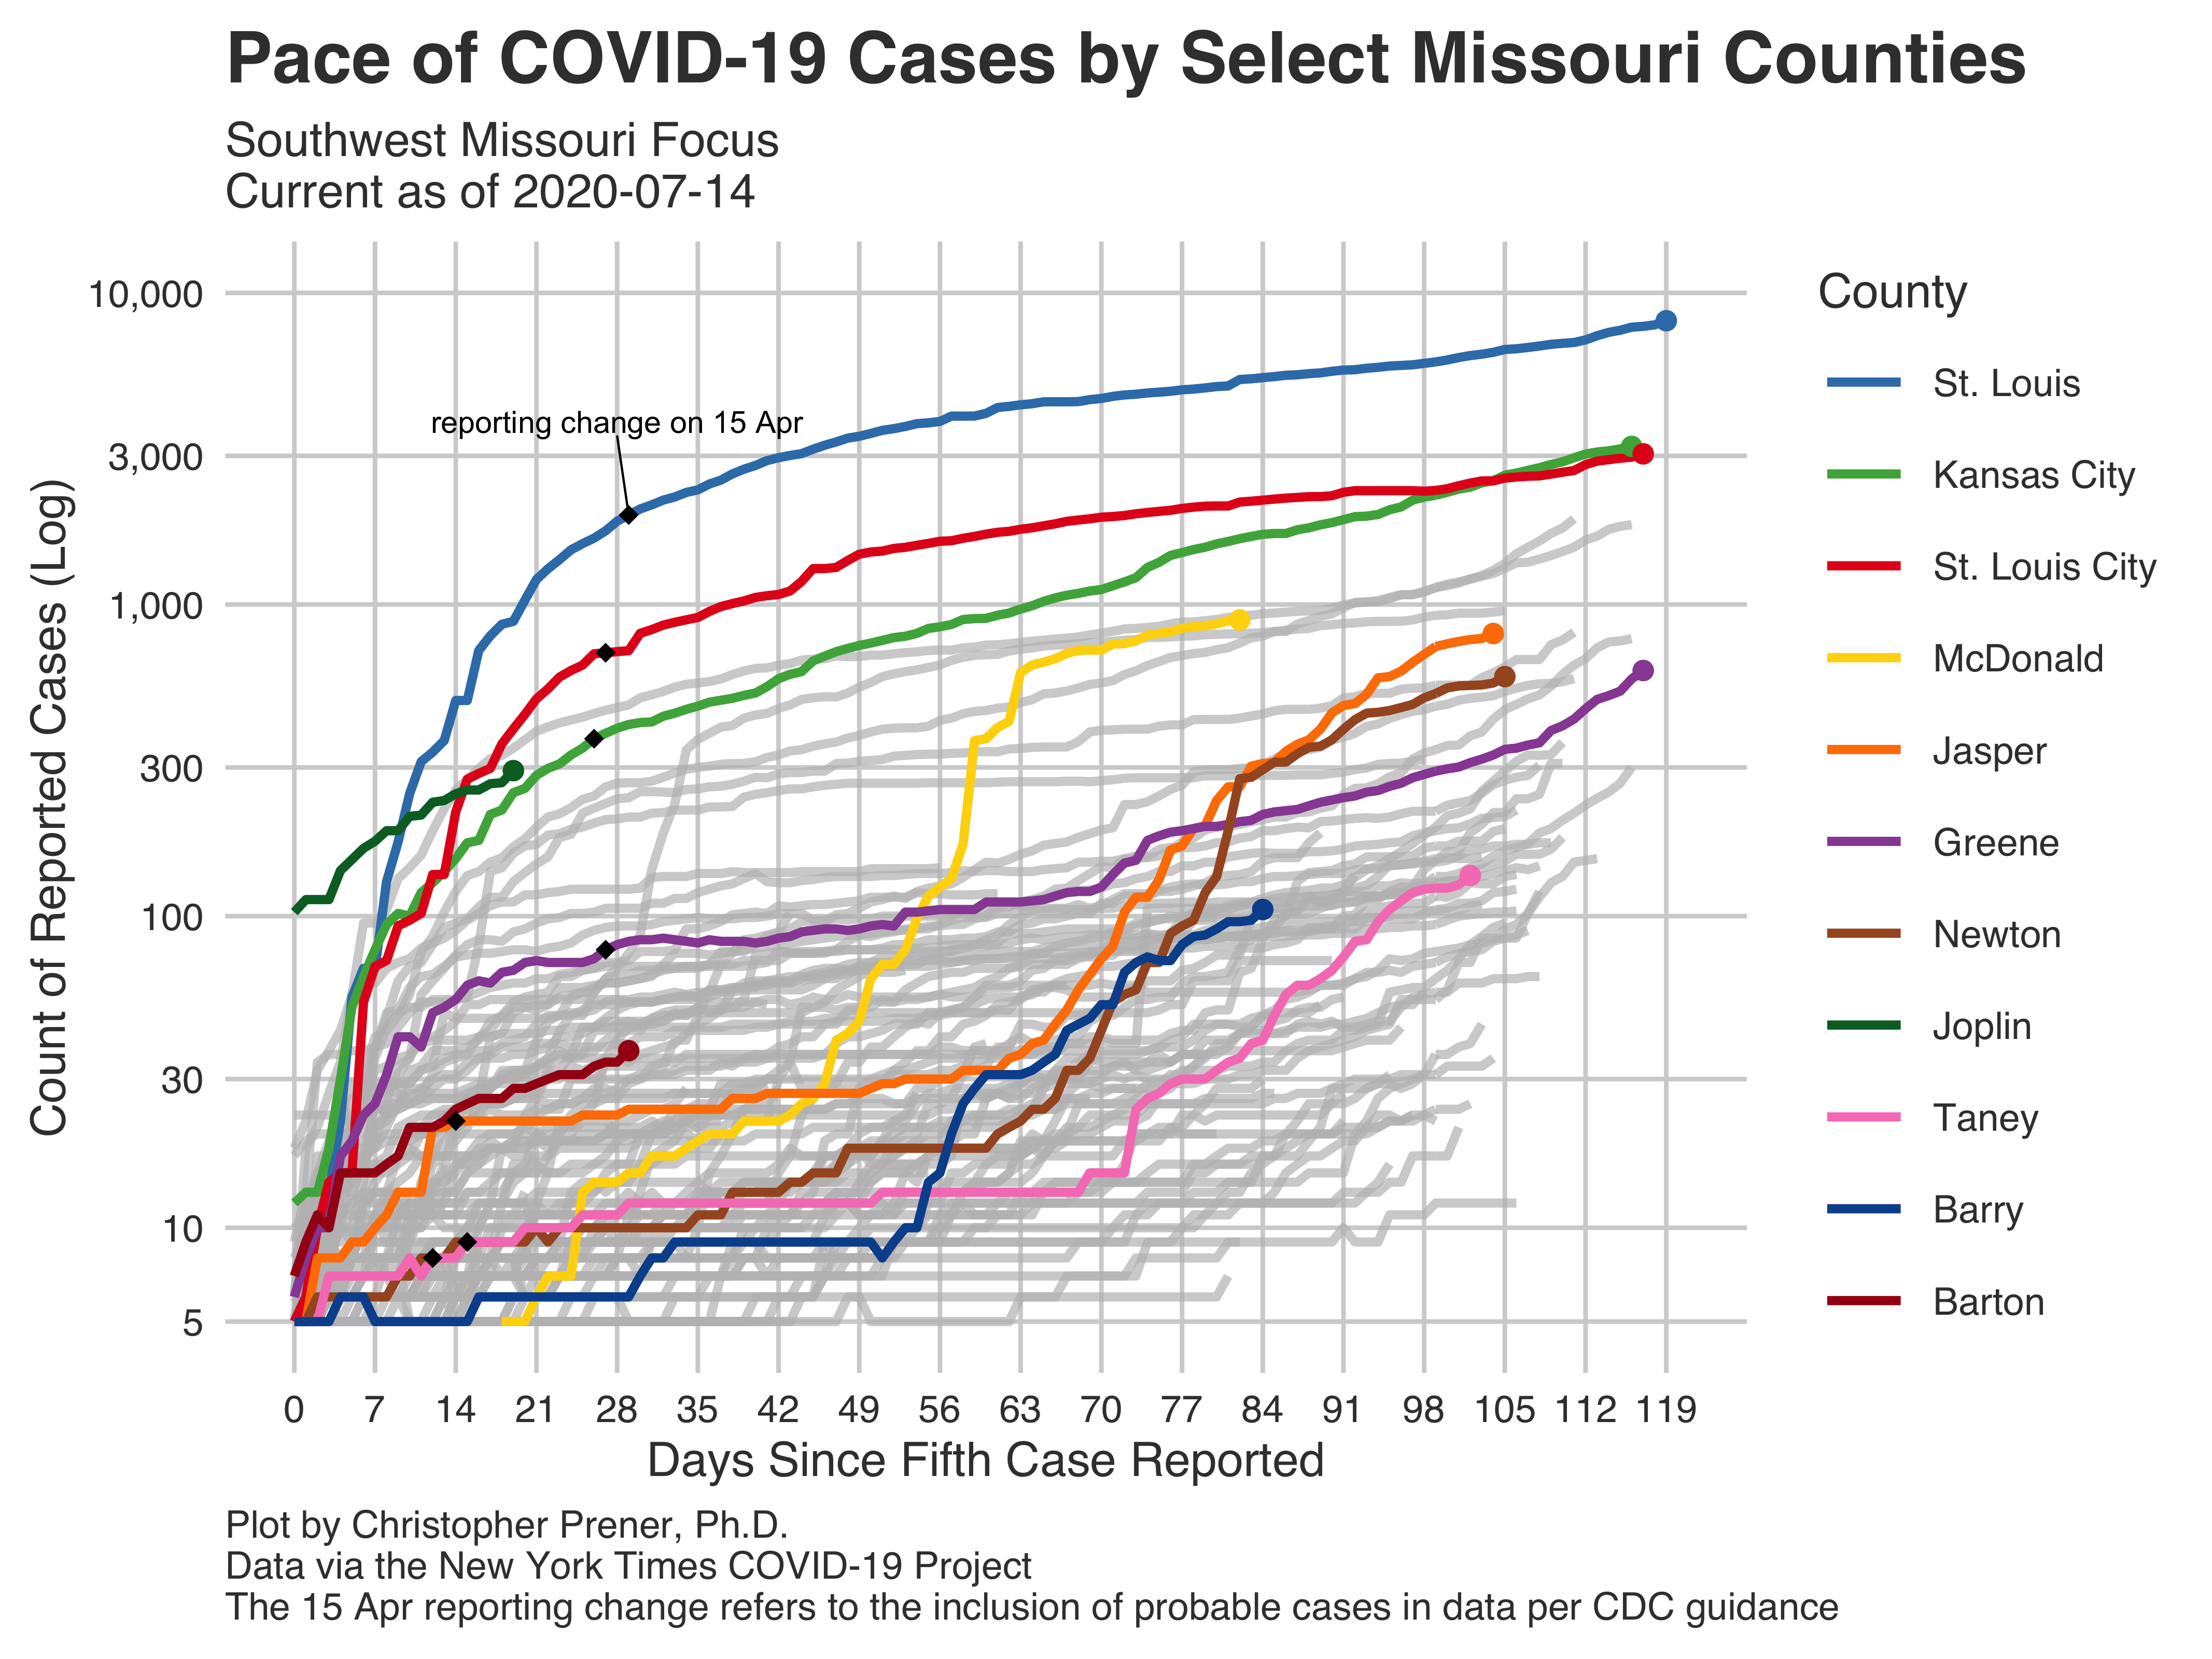 Pace of COVID-19 Cases by Select Missouri Counties
Southwest Missouri Focus
Current as of 2020-07-14
Count of Reported Cases (Log)
10,000
3,000
1,000
300
100
30
10
5
reporting change on 15 Apr
0 7 14 21 28 35 42 49 56 63 70 77 84 91 98 105 112 119
Days Since Fifth Case Reported
County
St. Louis
Kansas City
St. Louis City
McDonald
Jasper
Greene
Newton
Joplin
Taney
Barry
Barton
Plot by Christopher Prener, Ph.D.
Data via the New York Times COVID-19 Project
The 15 Apr reporting change refers to the inclusion of probable cases in data per CDC guidance